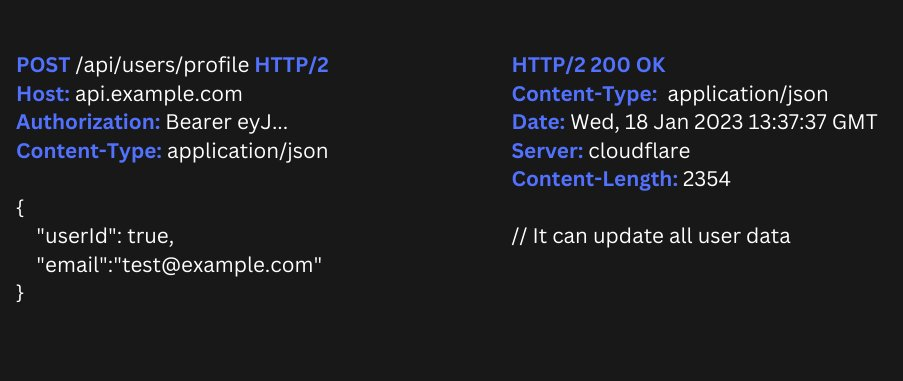 POST /api/users/profile HTTP/2
Host: api.example.com
Authorization: Bearer eyJ...
Content-Type: application/json
{
"userId": true,
"email":"test@example.com"
}
HTTP/2 200 OK
Content-Type: application/json
Date: Wed, 18 Jan 2023 13:37:37 GMT
Server: cloudflare
Content-Length: 2354
// It can update all user data